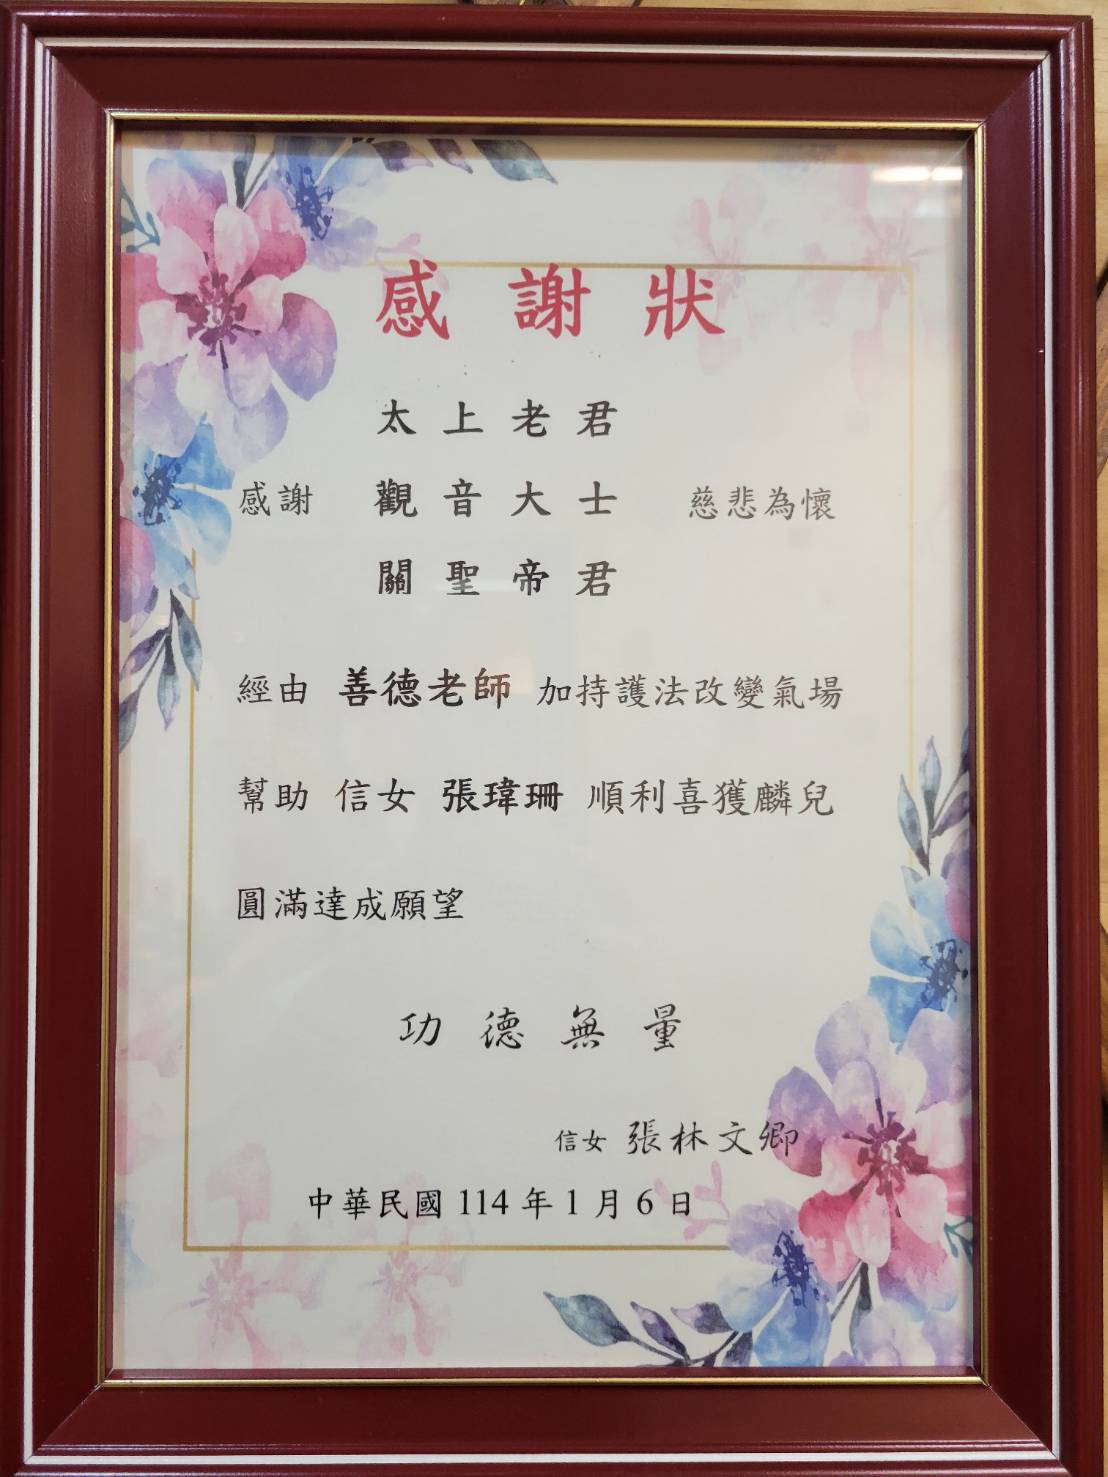 感謝狀
太上老君
感謝 觀音大士 慈悲為懷
關聖帝君
經由 善德老師 加持護法改變氣場
幫助 信女 張瑋珊 順利喜獲麟兒
圓滿達成願望
功德無量
信女 張林文卿
中華民國 114 年 1 月 6 日